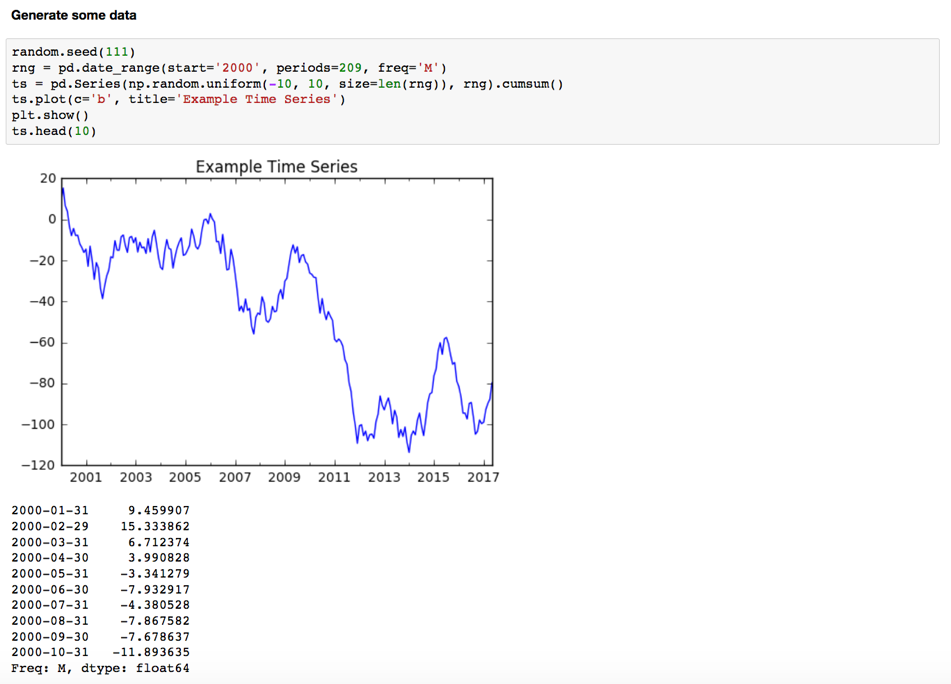 Generate some data
random.seed(111)
rng = pd.date_range(start='2000', periods=209, freq='M')
ts = pd.Series(np.random.uniform(-10, 10, size=len(rng)), rng).cumsum()
ts.plot(c='b', title='Example Time Series')
plt.show()
ts.head(10)
Example Time Series
20
0
−20
−40
−60
−80
−100
−120
2001 2003 2005 2007 2009 2011 2013 2015 2017
2000-01-31     9.459907
2000-02-29    15.333862
2000-03-31     6.712374
2000-04-30     3.990828
2000-05-31    -3.341279
2000-06-30    -7.932917
2000-07-31    -4.380528
2000-08-31    -7.867582
2000-09-30    -7.678637
2000-10-31   -11.893635
Freq: M, dtype: float64